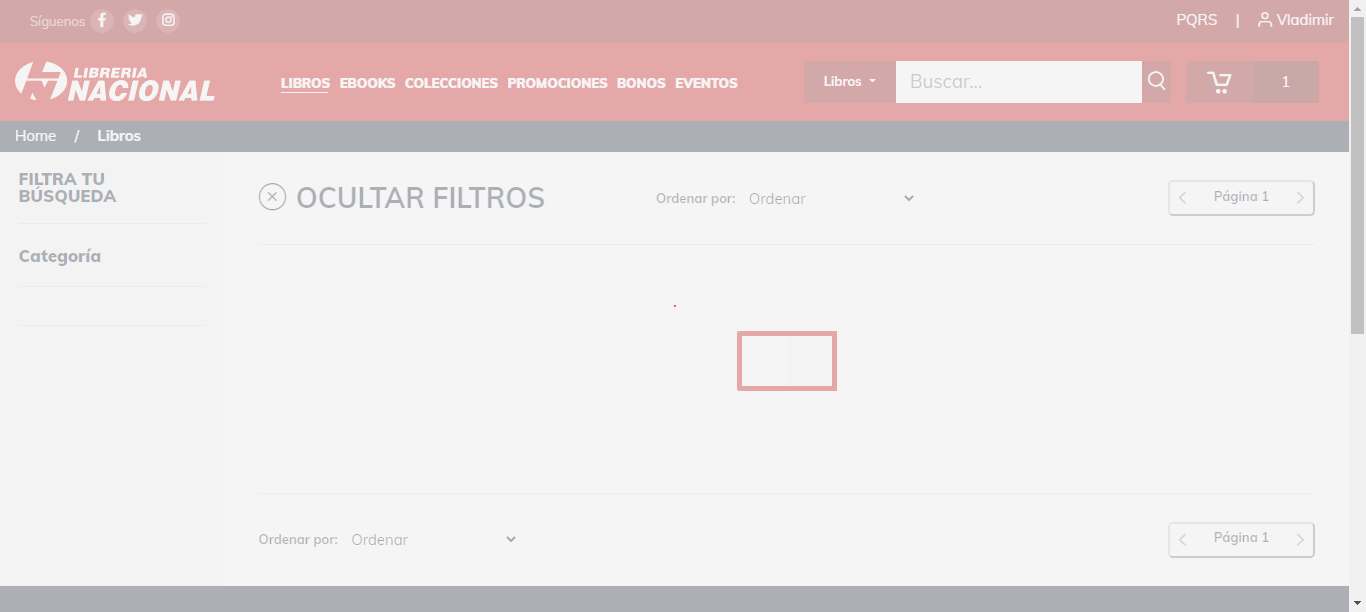 Síguenos
PQRS | Vladimir
LIBRERIA
NACIONAL
LIBROS EBOOKS COLECCIONES PROMOCIONES BONOS EVENTOS
Libros
Buscar...
1
Home / Libros
FILTRA TU
BÚSQUEDA
Categoría
OCULTAR FILTROS
Ordenar por: Ordenar
Página 1
Ordenar por: Ordenar
Página 1